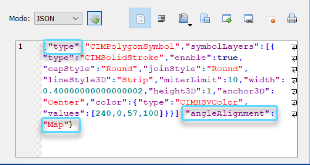 Mode: JSON
1 {"type":"CIMPolygonSymbol","symbolLayers":[{
"type":"CIMSolidStroke","enable":true,
"capStyle":"Round","joinStyle":"Round",
"lineStyle3D":"Strip","miterLimit":10,"width":
0.40000000000000002,"height3D":1,"anchor3D":
"Center","color":{"type":"CIMHSVColor",
"values":[240,0,57,100]}}],"angleAlignment":
"Map"}